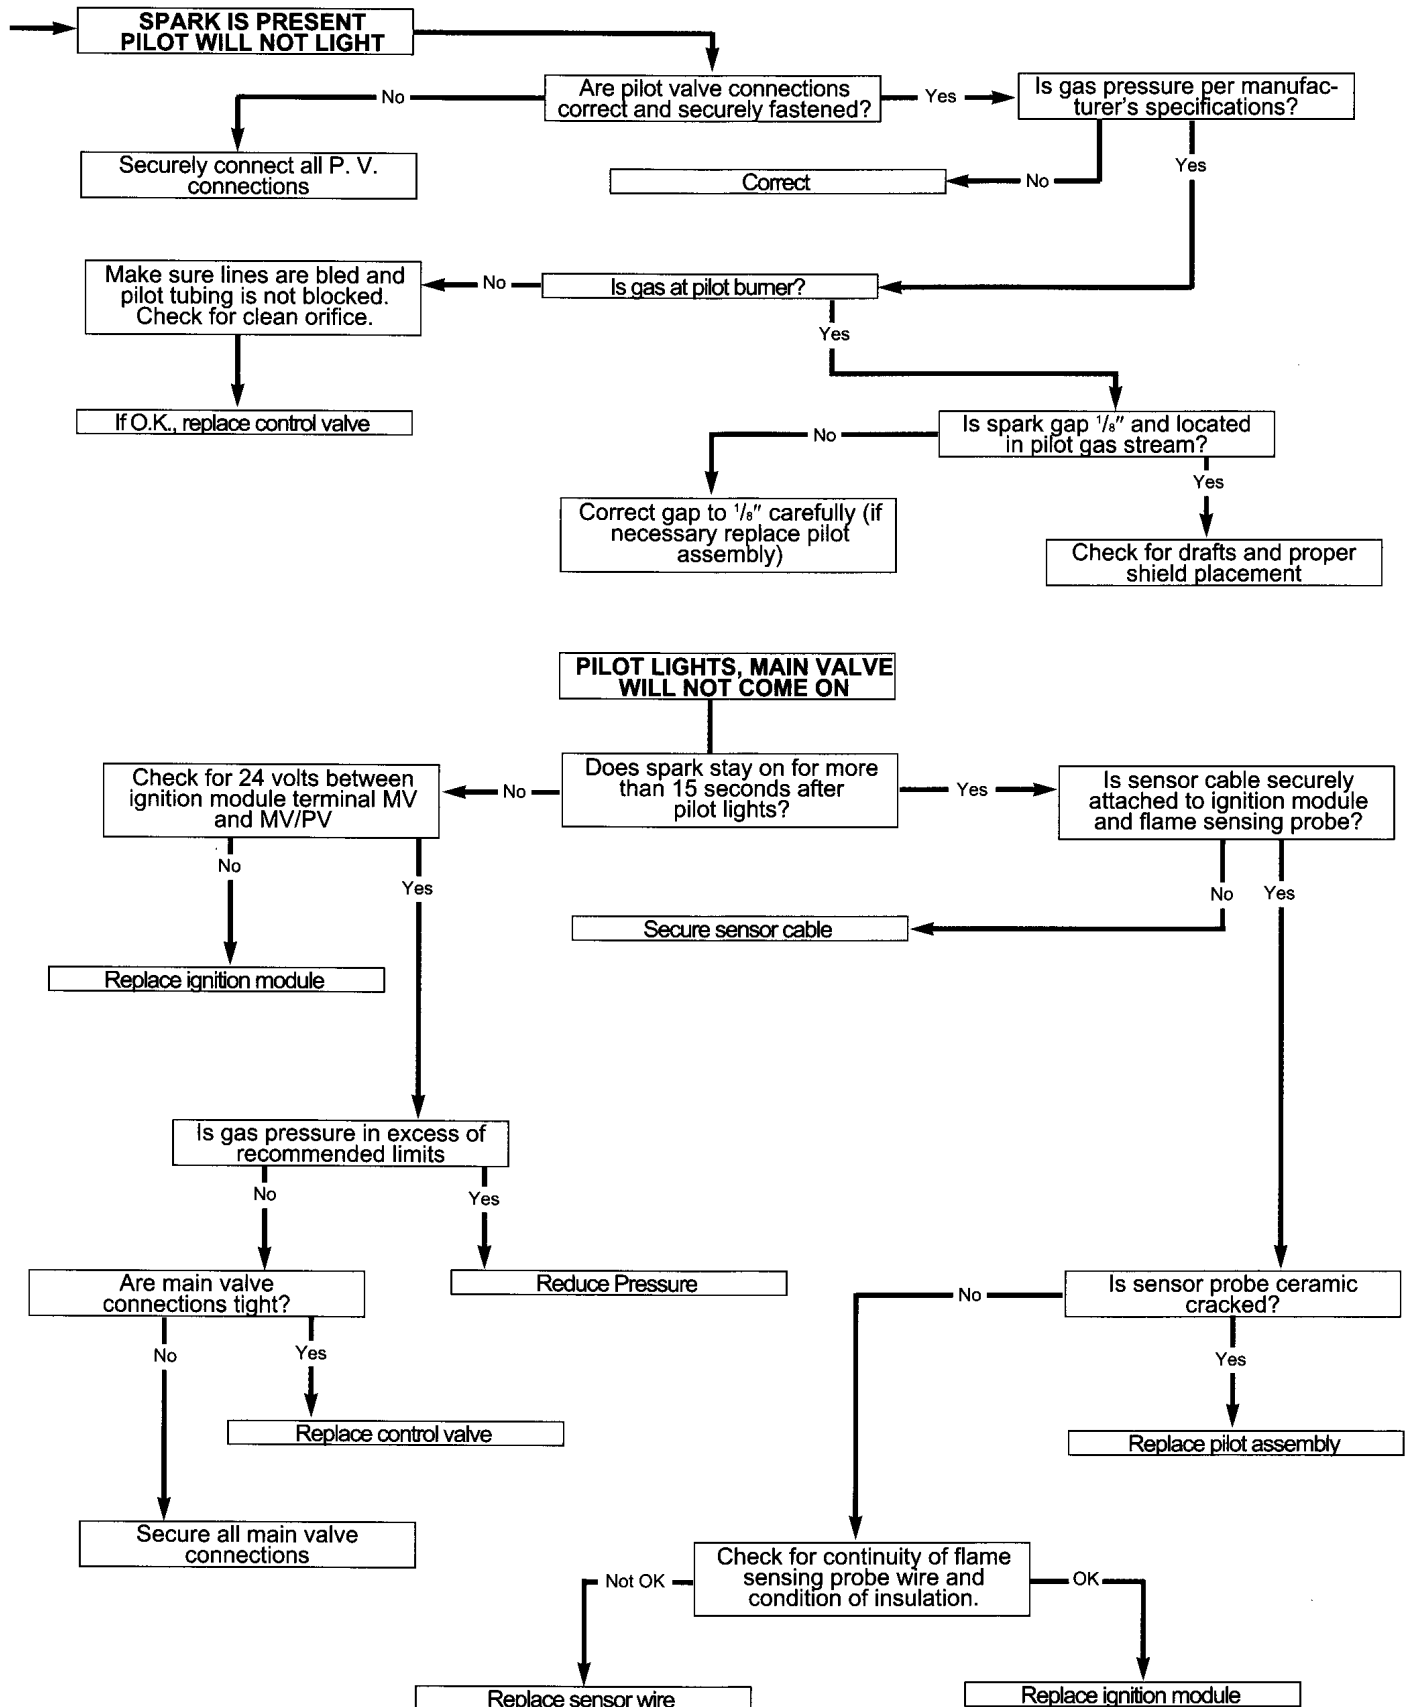 SPARK IS PRESENT
PILOT WILL NOT LIGHT
Are pilot valve connections
correct and securely fastened?
No
Yes
Is gas pressure per manufac-
turer's specifications?
Securely connect all P. V.
connections
Correct
No
Yes
Make sure lines are bled and
pilot tubing is not blocked.
Check for clean orifice.
No
Is gas at pilot burner?
Yes
If O.K., replace control valve
Is spark gap 1/8" and located
in pilot gas stream?
No
Yes
Correct gap to 1/8" carefully (if
necessary replace pilot
assembly)
Check for drafts and proper
shield placement
PILOT LIGHTS, MAIN VALVE
WILL NOT COME ON
Check for 24 volts between
ignition module terminal MV
and MV/PV
No
Does spark stay on for more
than 15 seconds after
pilot lights?
Yes
Is sensor cable securely
attached to ignition module
and flame sensing probe?
No
Yes
No
Yes
Secure sensor cable
Replace ignition module
Is gas pressure in excess of
recommended limits
No
Yes
Are main valve
connections tight?
Reduce Pressure
No
Is sensor probe ceramic
cracked?
No
Yes
Yes
Replace control valve
Replace pilot assembly
Secure all main valve
connections
Check for continuity of flame
sensing probe wire and
condition of insulation.
Not OK
OK
Replace sensor wire
Replace ignition module